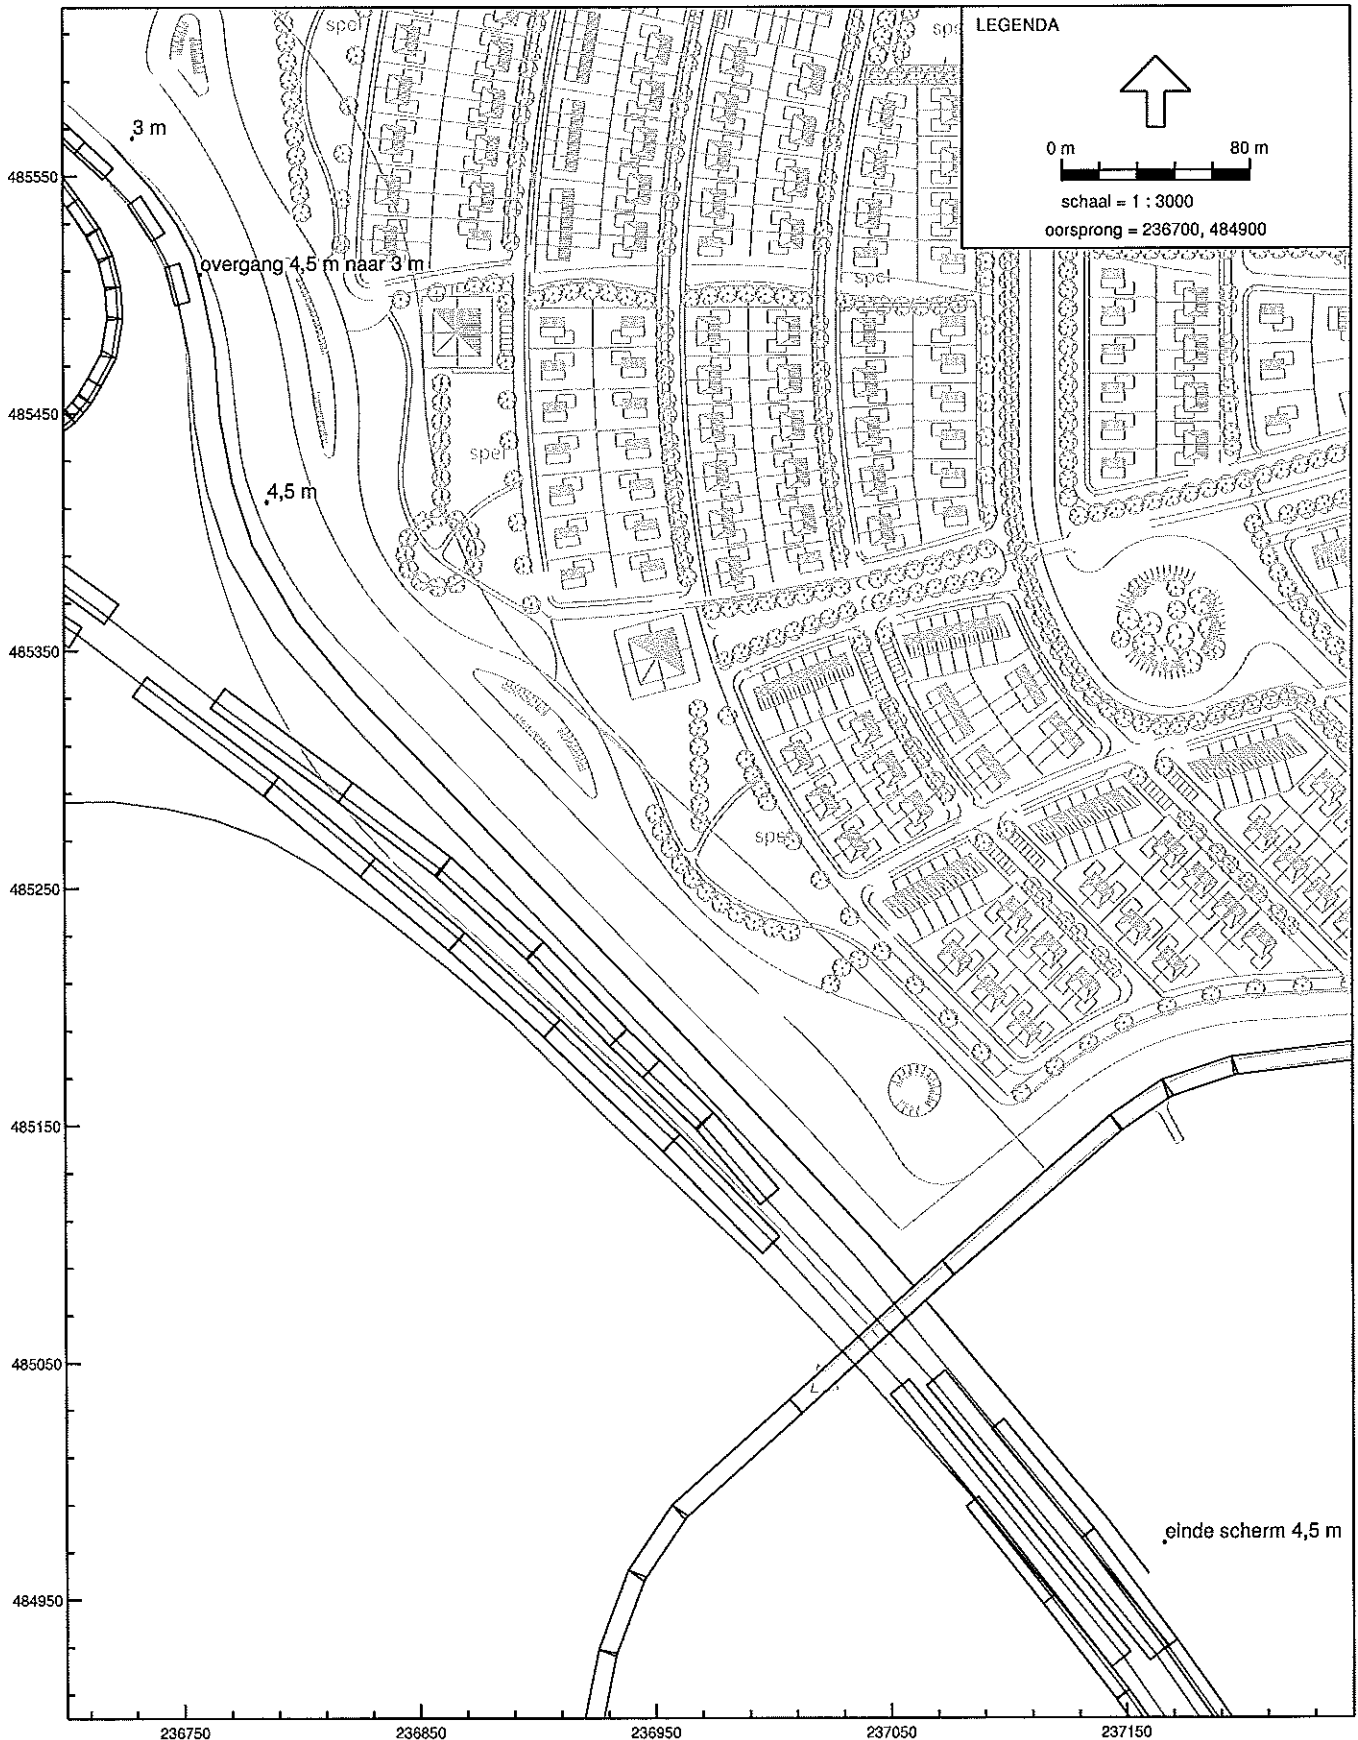 spel
spe
LEGENDA
0 m 80 m
schaal = 1 : 3000
oorsprong = 236700, 484900
3 m
485550
overgang 4,5 m naar 3 m
spel
485450
spel
4,5 m
485350
spel
485250
485150
485050
einde scherm 4,5 m
484950
236750 236850 236950 237050 237150